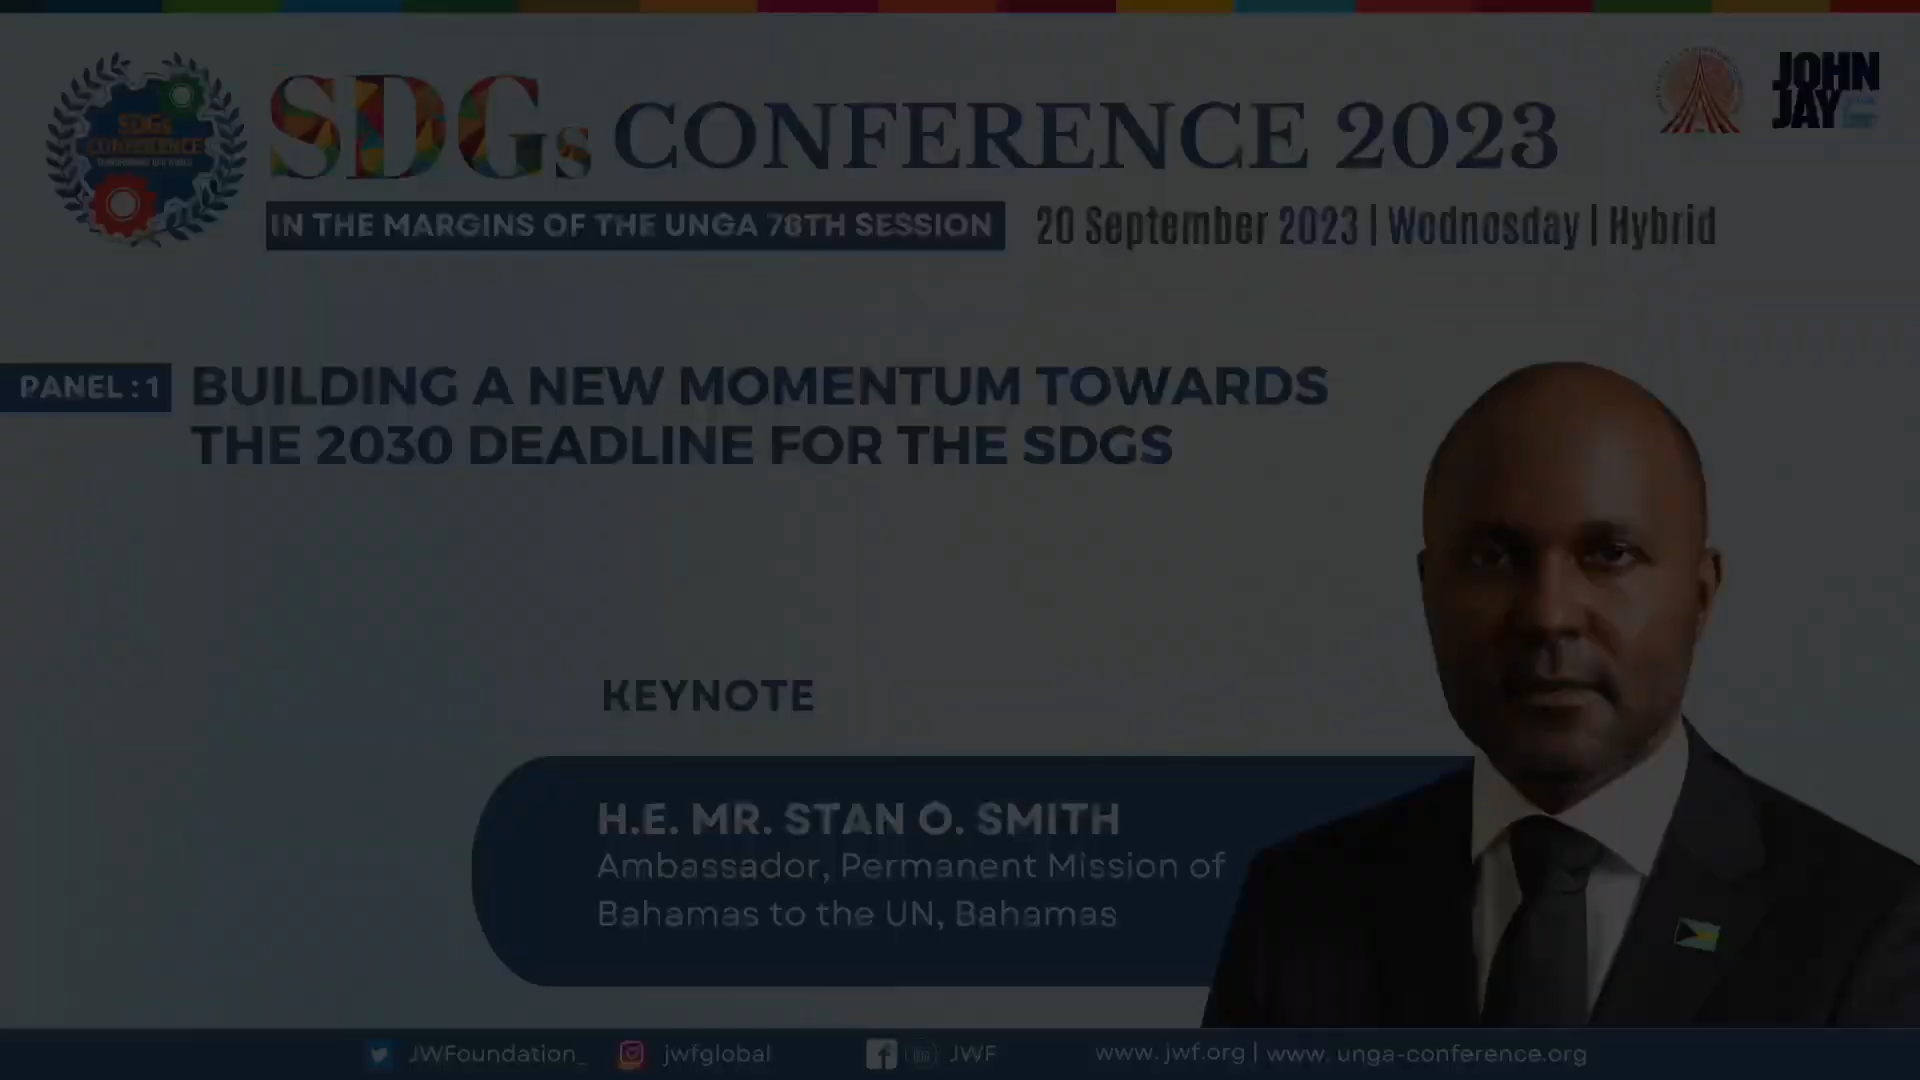 SDGs CONFERENCE 2023
SDGs
CONFERENCE
JOHN
JAY
IN THE MARGINS OF THE UNGA 78TH SESSION
20 September 2023 | Wednesday | Hybrid
PANEL : 1
BUILDING A NEW MOMENTUM TOWARDS
THE 2030 DEADLINE FOR THE SDGS
KEYNOTE
H.E. MR. STAN O. SMITH
Ambassador, Permanent Mission of
Bahamas to the UN, Bahamas
JWFoundation_ jwfglobal JWF www.jwf.org | www.unga-conference.org